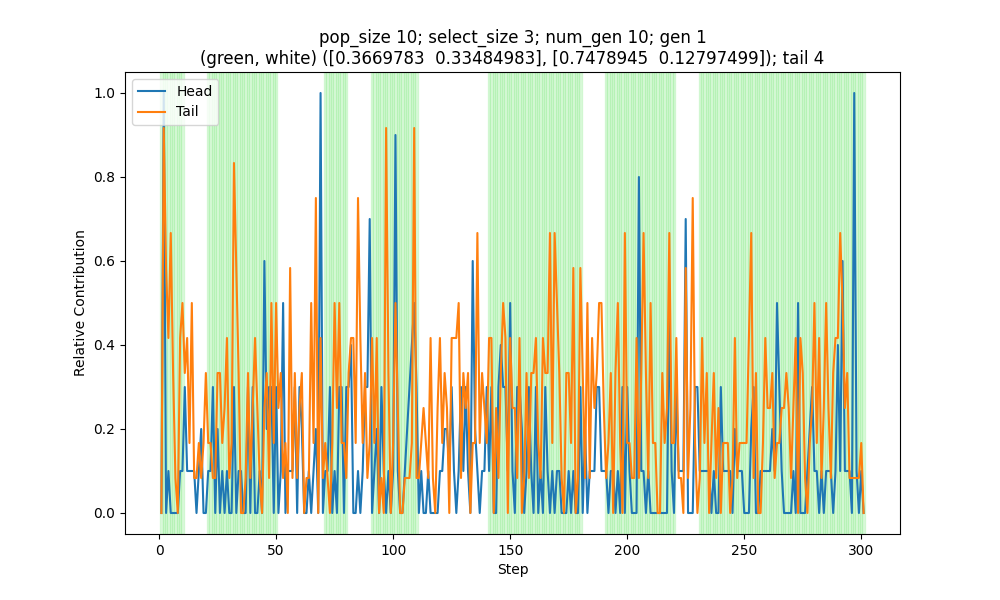 pop_size 10; select_size 3; num_gen 10; gen 1
(green, white) ([0.3669783  0.33484983], [0.7478945  0.12797499]); tail 4
Head
Tail
1.0
0.8
0.6
0.4
0.2
0.0
Relative Contribution
0
50
100
150
200
250
300
Step